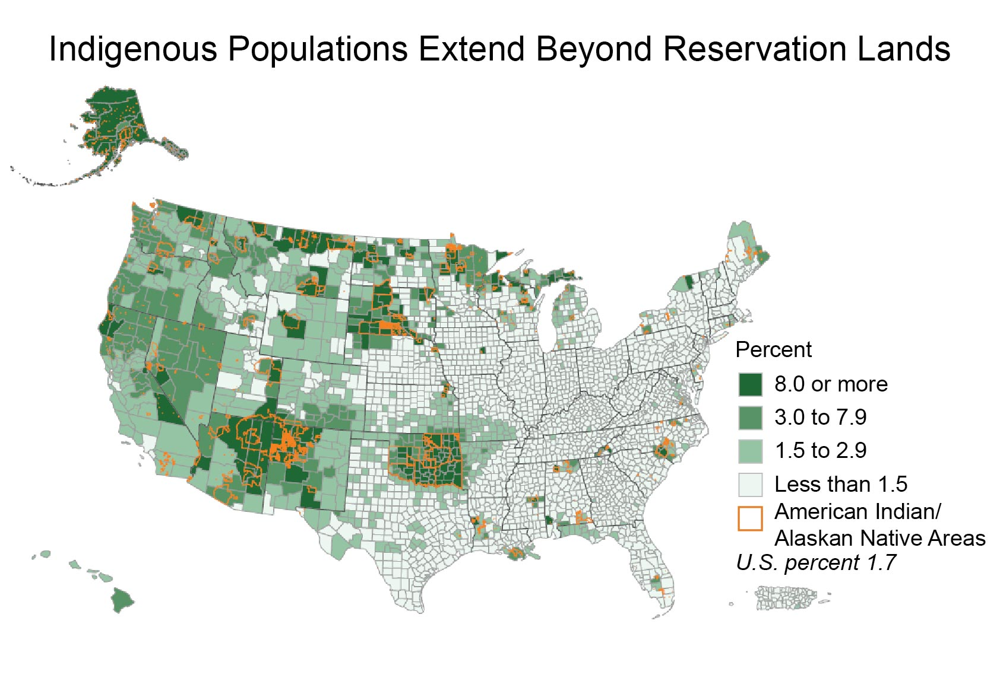 Indigenous Populations Extend Beyond Reservation Lands
Percent
8.0 or more
3.0 to 7.9
1.5 to 2.9
Less than 1.5
American Indian/
Alaskan Native Areas
U.S. percent 1.7